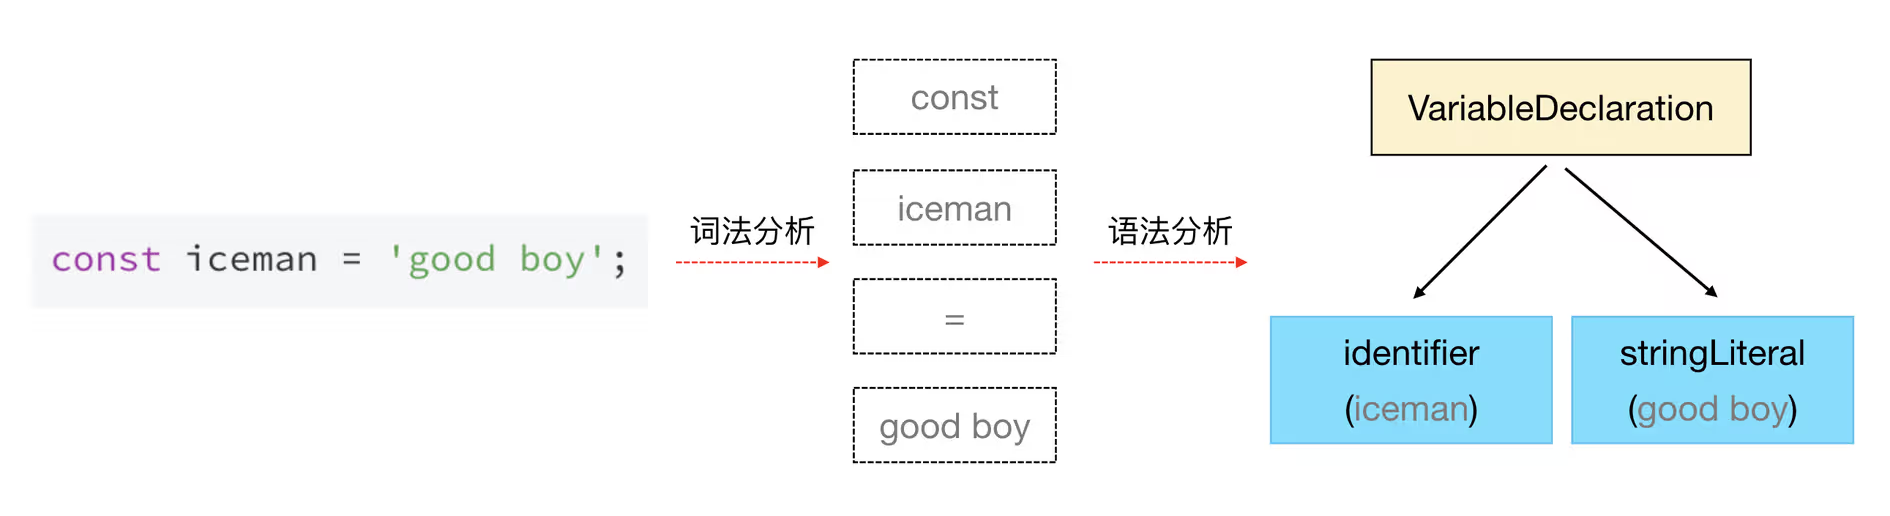 const iceman = 'good boy';
词法分析
const
iceman
=
good boy
语法分析
VariableDeclaration
identifier
(iceman)
stringLiteral
(good boy)